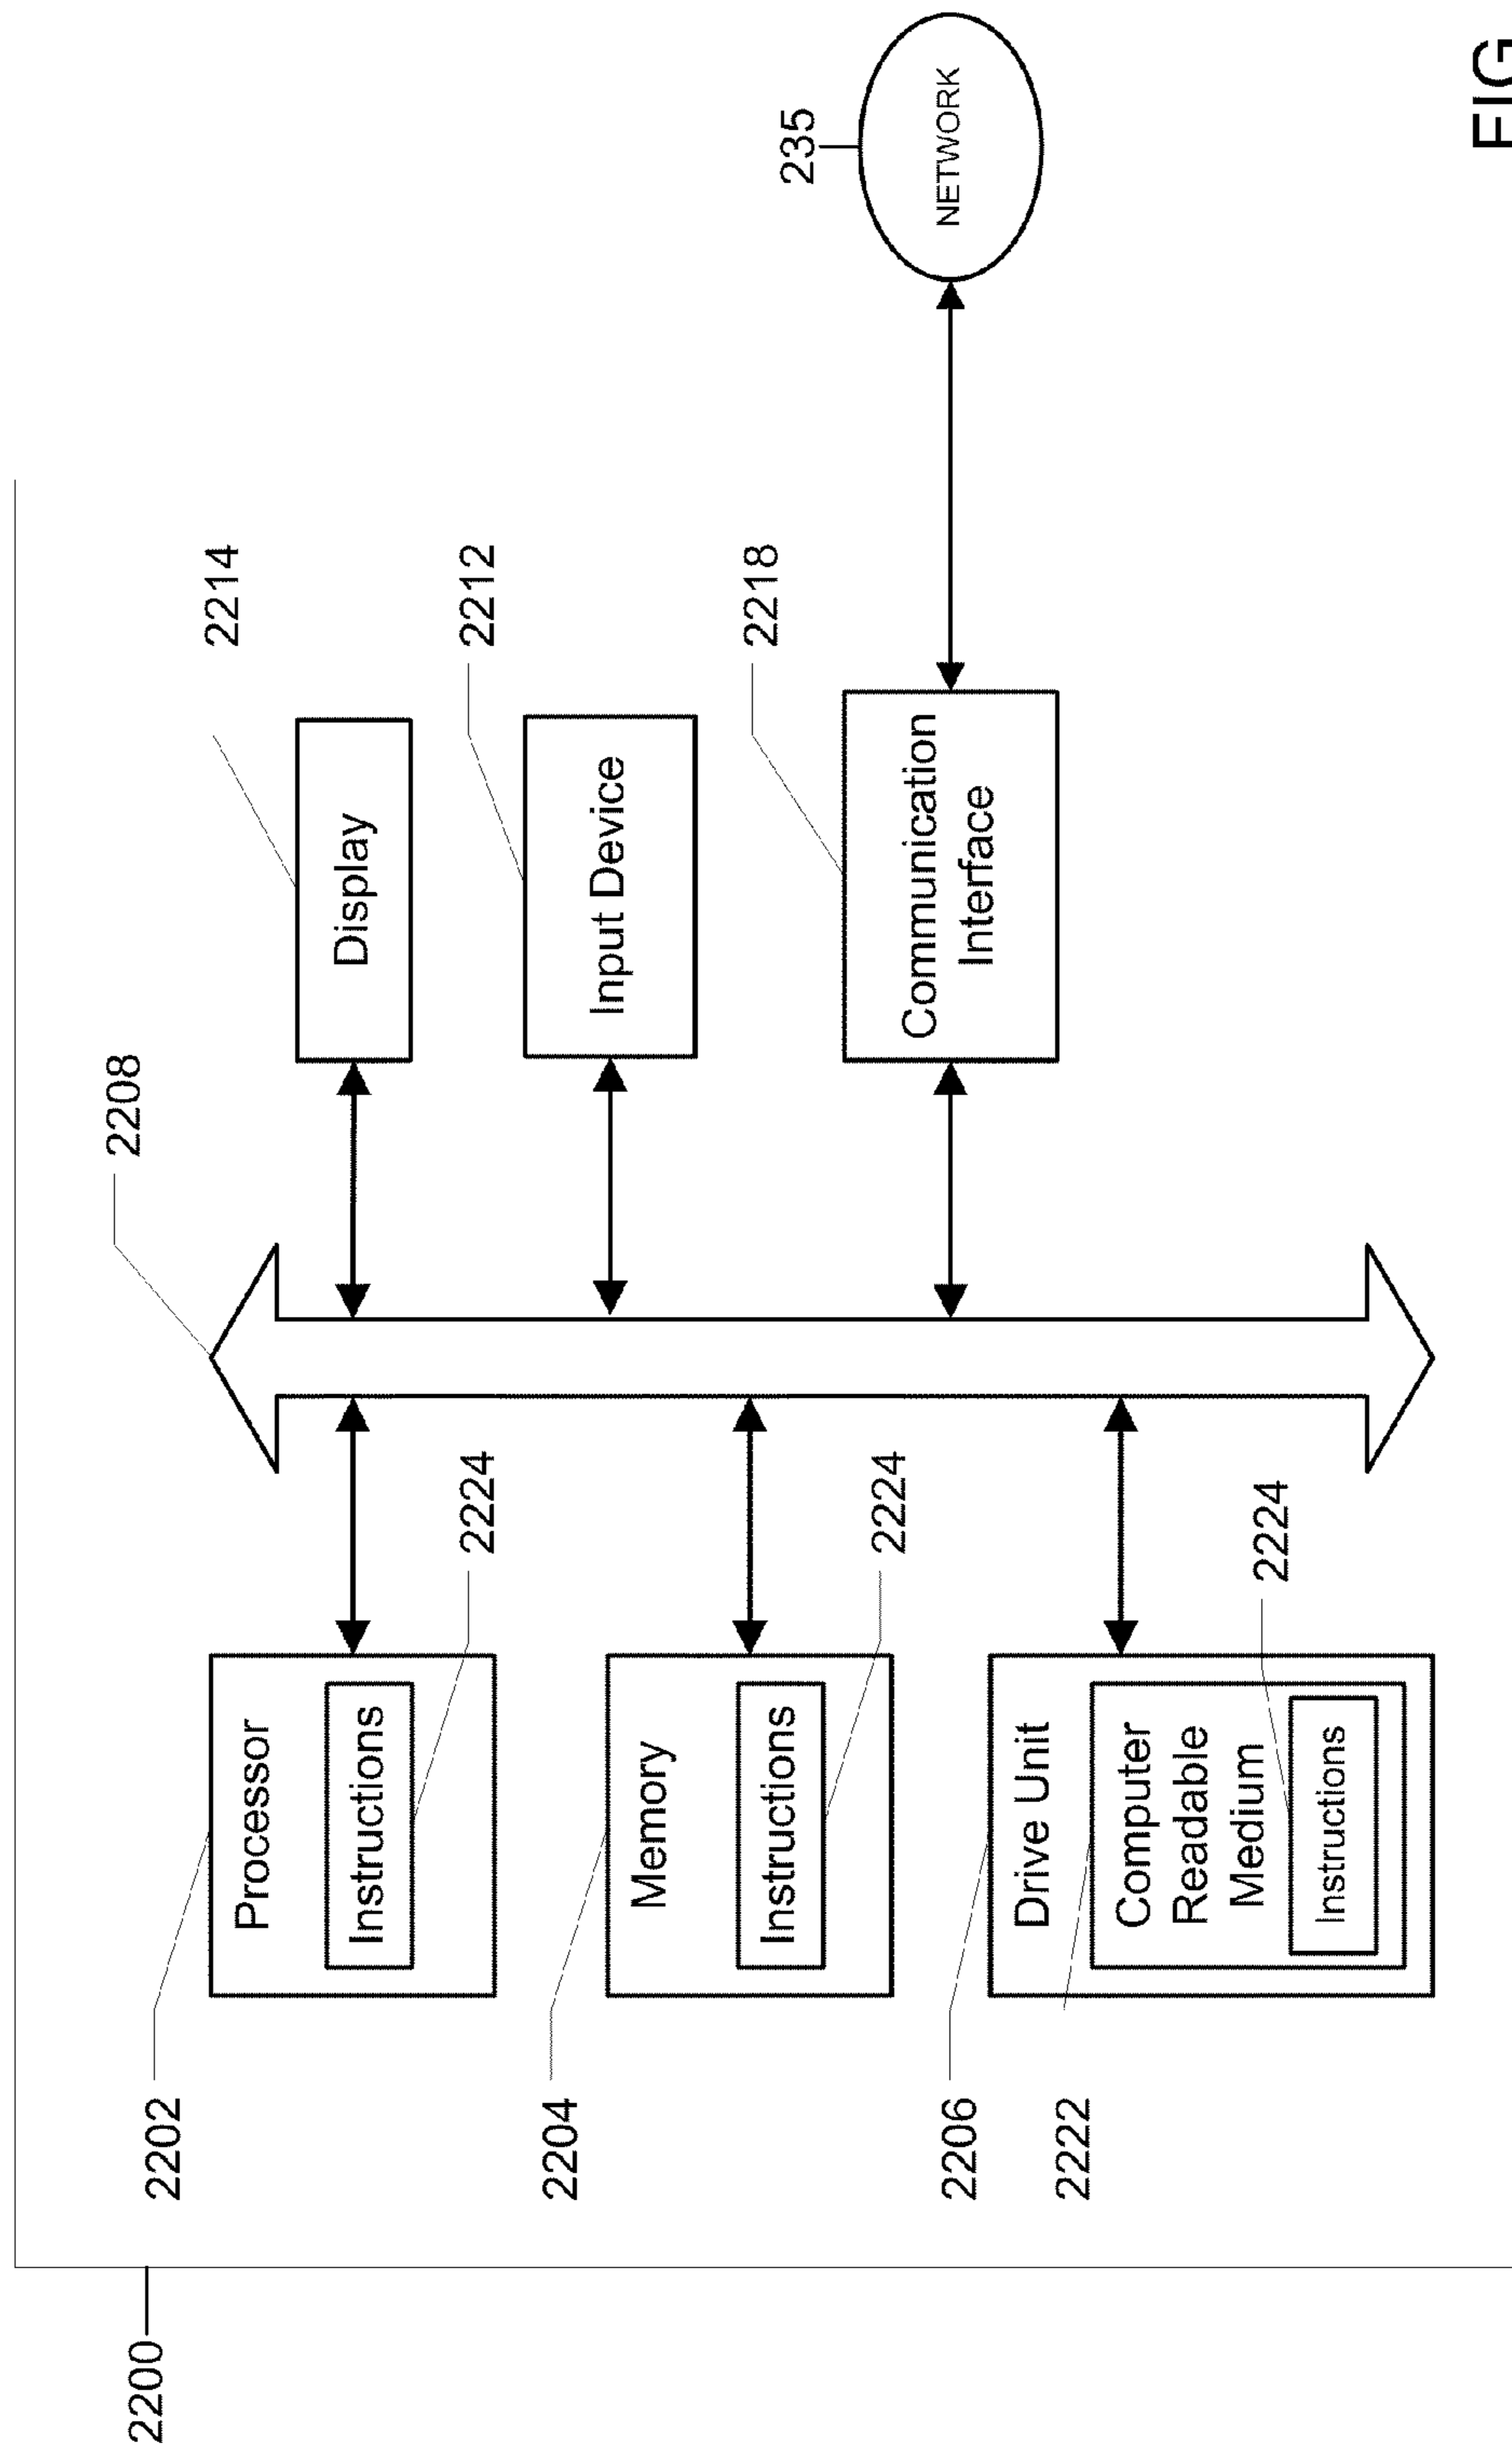 2200
2202
Processor
Instructions
2224
2204
Memory
Instructions
2224
2206
Drive Unit
2222
Computer
Readable
Medium
Instructions
2224
2208
2214
Display
2212
Input Device
2218
Communication
Interface
235
NETWORK
FIG